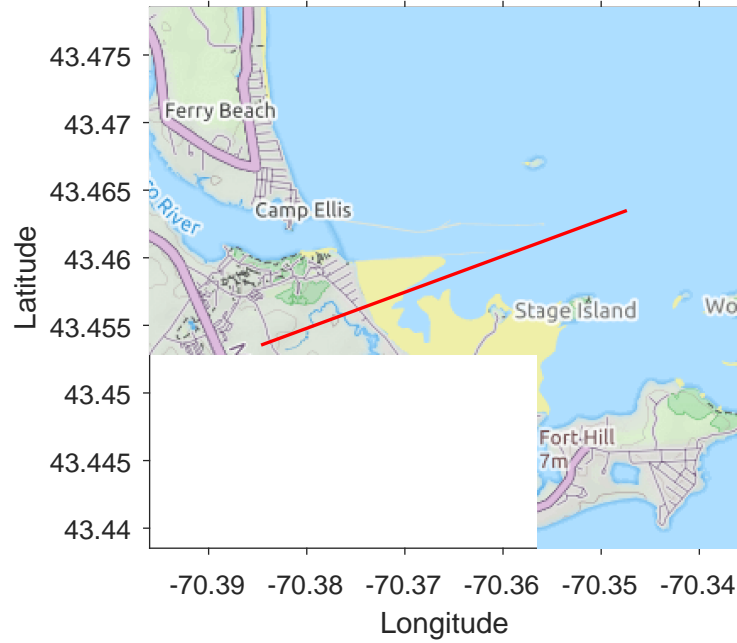 43.475
43.47
43.465
43.46
43.455
43.45
43.445
43.44
Latitude
Ferry Beach
Camp Ellis
River
Stage Island
Fort Hill
7m
-70.39
-70.38
-70.37
-70.36
-70.35
-70.34
Longitude